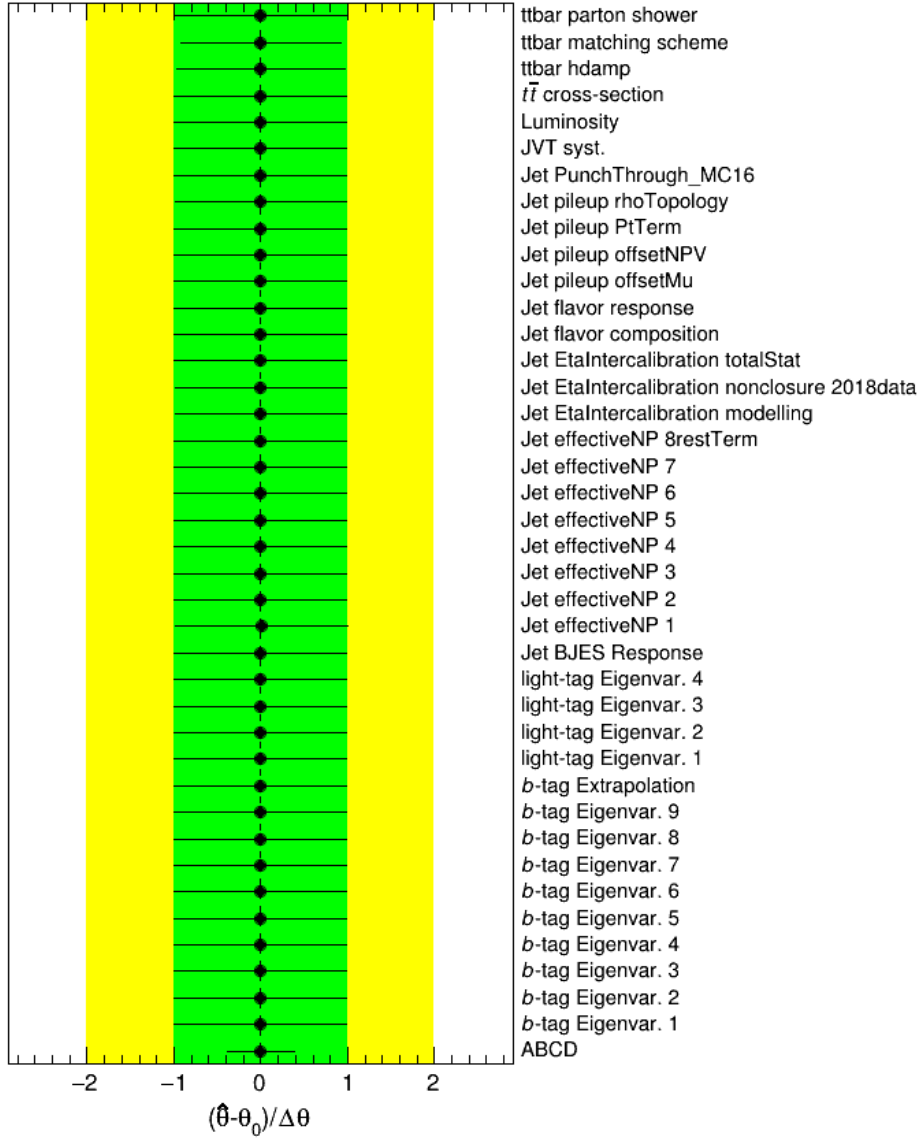 ttbar parton shower
ttbar matching scheme
ttbar hdamp
tt̄ cross-section
Luminosity
JVT syst.
Jet PunchThrough_MC16
Jet pileup rhoTopology
Jet pileup PtTerm
Jet pileup offsetNPV
Jet pileup offsetMu
Jet flavor response
Jet flavor composition
Jet EtaIntercalibration totalStat
Jet EtaIntercalibration nonclosure 2018data
Jet EtaIntercalibration modelling
Jet effectiveNP 8restTerm
Jet effectiveNP 7
Jet effectiveNP 6
Jet effectiveNP 5
Jet effectiveNP 4
Jet effectiveNP 3
Jet effectiveNP 2
Jet effectiveNP 1
Jet BJES Response
light-tag Eigenvar. 4
light-tag Eigenvar. 3
light-tag Eigenvar. 2
light-tag Eigenvar. 1
b-tag Extrapolation
b-tag Eigenvar. 9
b-tag Eigenvar. 8
b-tag Eigenvar. 7
b-tag Eigenvar. 6
b-tag Eigenvar. 5
b-tag Eigenvar. 4
b-tag Eigenvar. 3
b-tag Eigenvar. 2
b-tag Eigenvar. 1
ABCD
−2 −1 0 1 2
(θ̂-θ₀)/Δθ